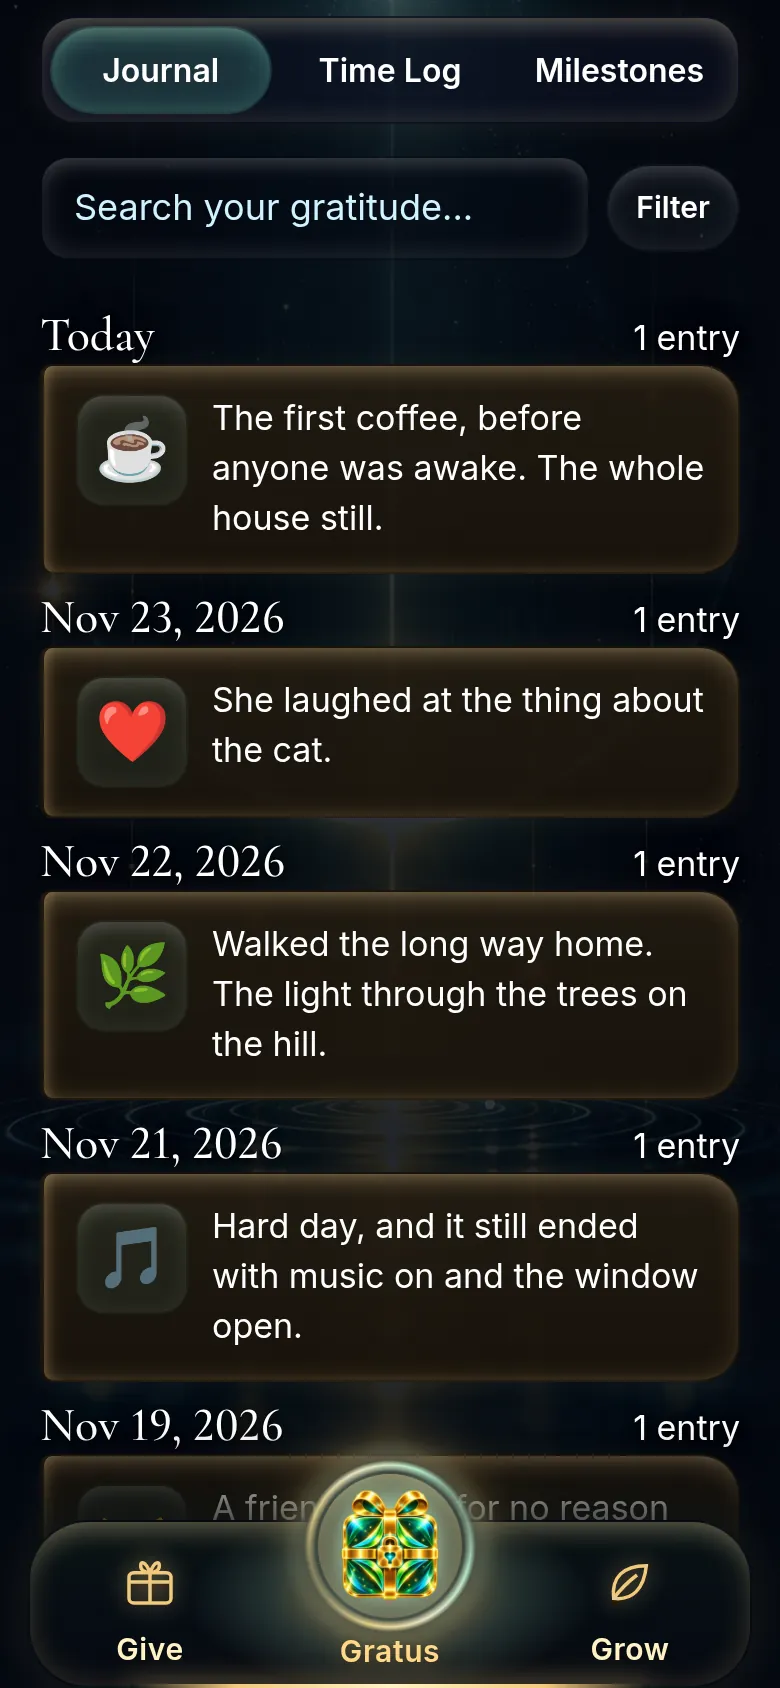 Journal Time Log Milestones
Search your gratitude... Filter
Today 1 entry
The first coffee, before
anyone was awake. The whole
house still.
Nov 23, 2026 1 entry
She laughed at the thing about
the cat.
Nov 22, 2026 1 entry
Walked the long way home.
The light through the trees on
the hill.
Nov 21, 2026 1 entry
Hard day, and it still ended
with music on and the window
open.
Nov 19, 2026 1 entry
A for no reason
Give Gratus Grow